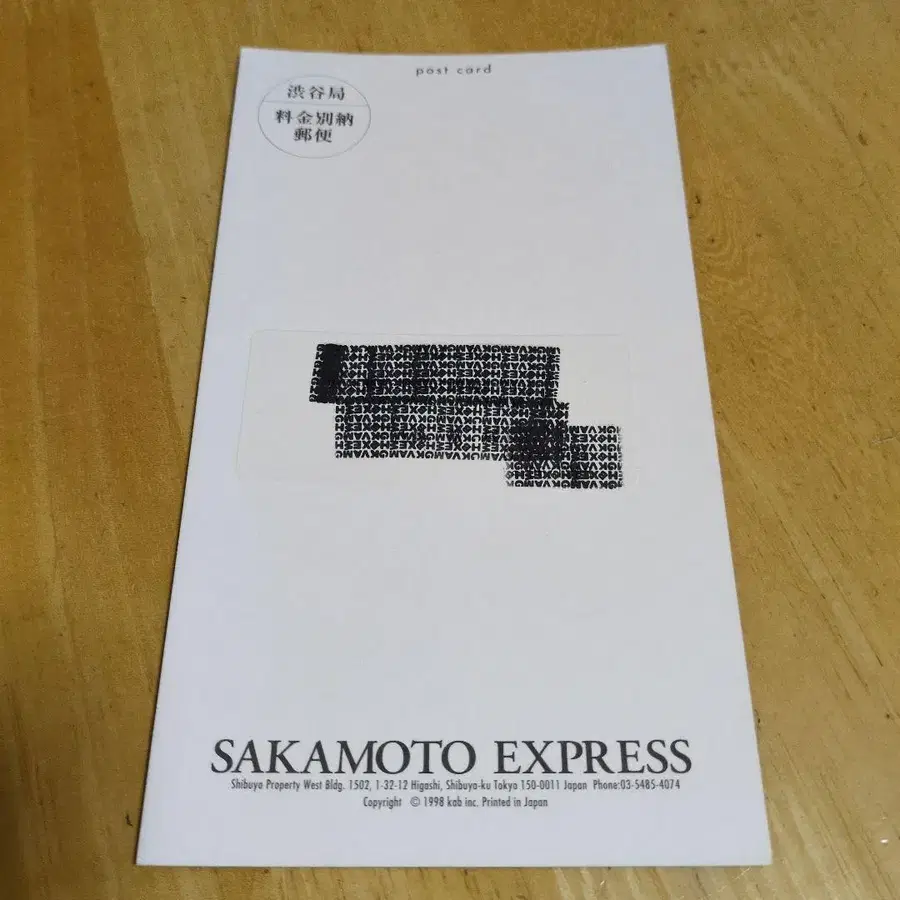 post card
渋谷局
料金別納
郵便
SAKAMOTO EXPRESS
Shibuya Property West Bldg. 1502, 1-32-12 Higashi, Shibuya-ku Tokyo 150-0011 Japan Phone:03-5485-4074
Copyright © 1998 kab inc. Printed in Japan